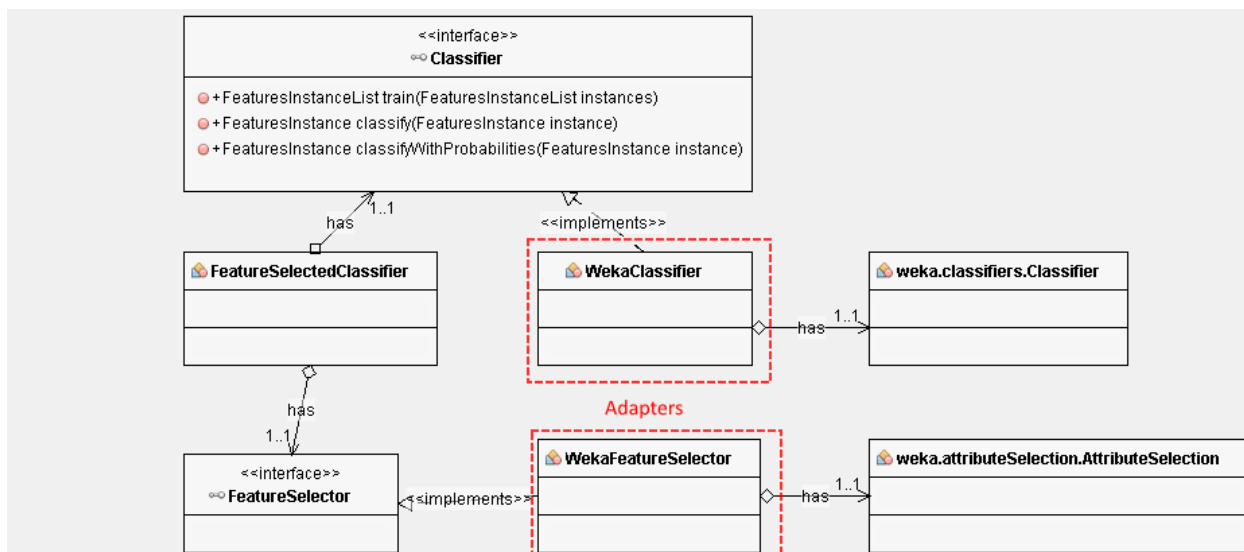 <<interface>>
Classifier
+FeaturesInstanceList train(FeaturesInstanceList instances)
+FeaturesInstance classify(FeaturesInstance instance)
+FeaturesInstance classifyWithProbabilities(FeaturesInstance instance)
1..1
has
<<implements>>
FeatureSelectedClassifier
WekaClassifier
weka.classifiers.Classifier
has
1..1
Adapters
has
1..1
<<interface>>
FeatureSelector
<<implements>>
WekaFeatureSelector
weka.attributeSelection.AttributeSelection
has
1..1